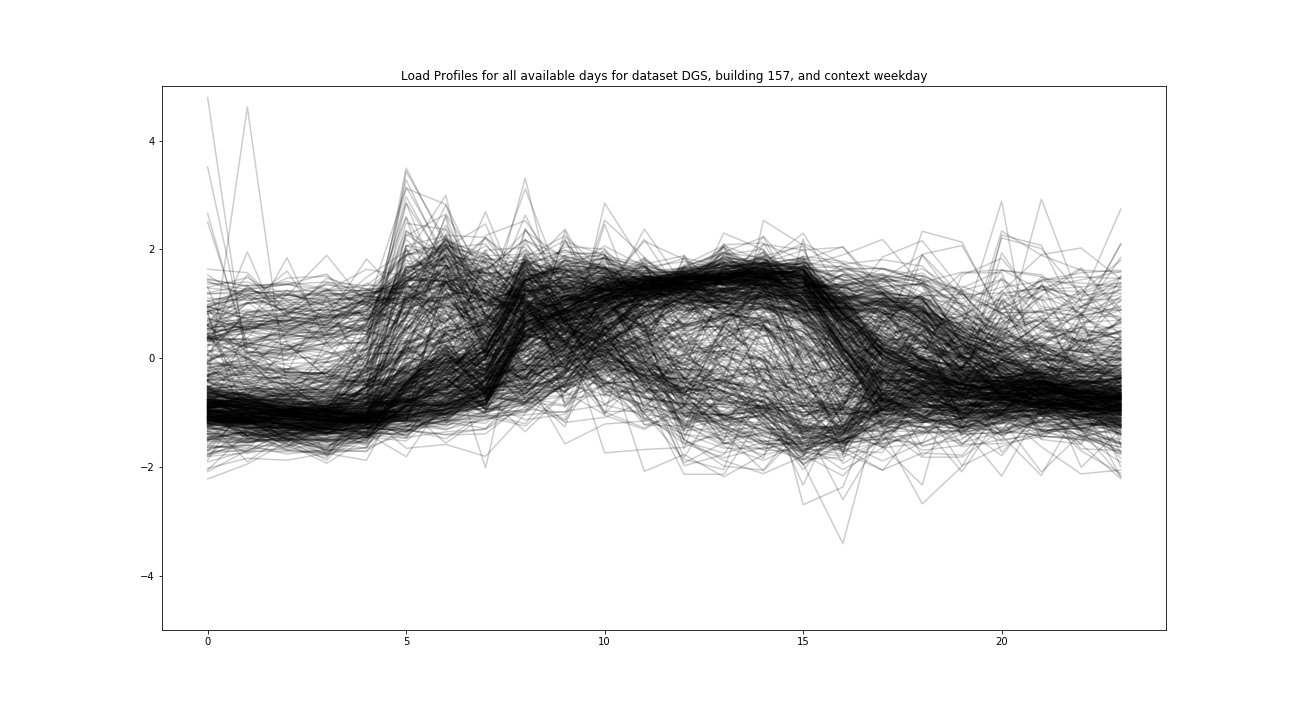 Load Profiles for all available days for dataset DGS, building 157, and context weekday
4
2
0
−2
−4
0 5 10 15 20